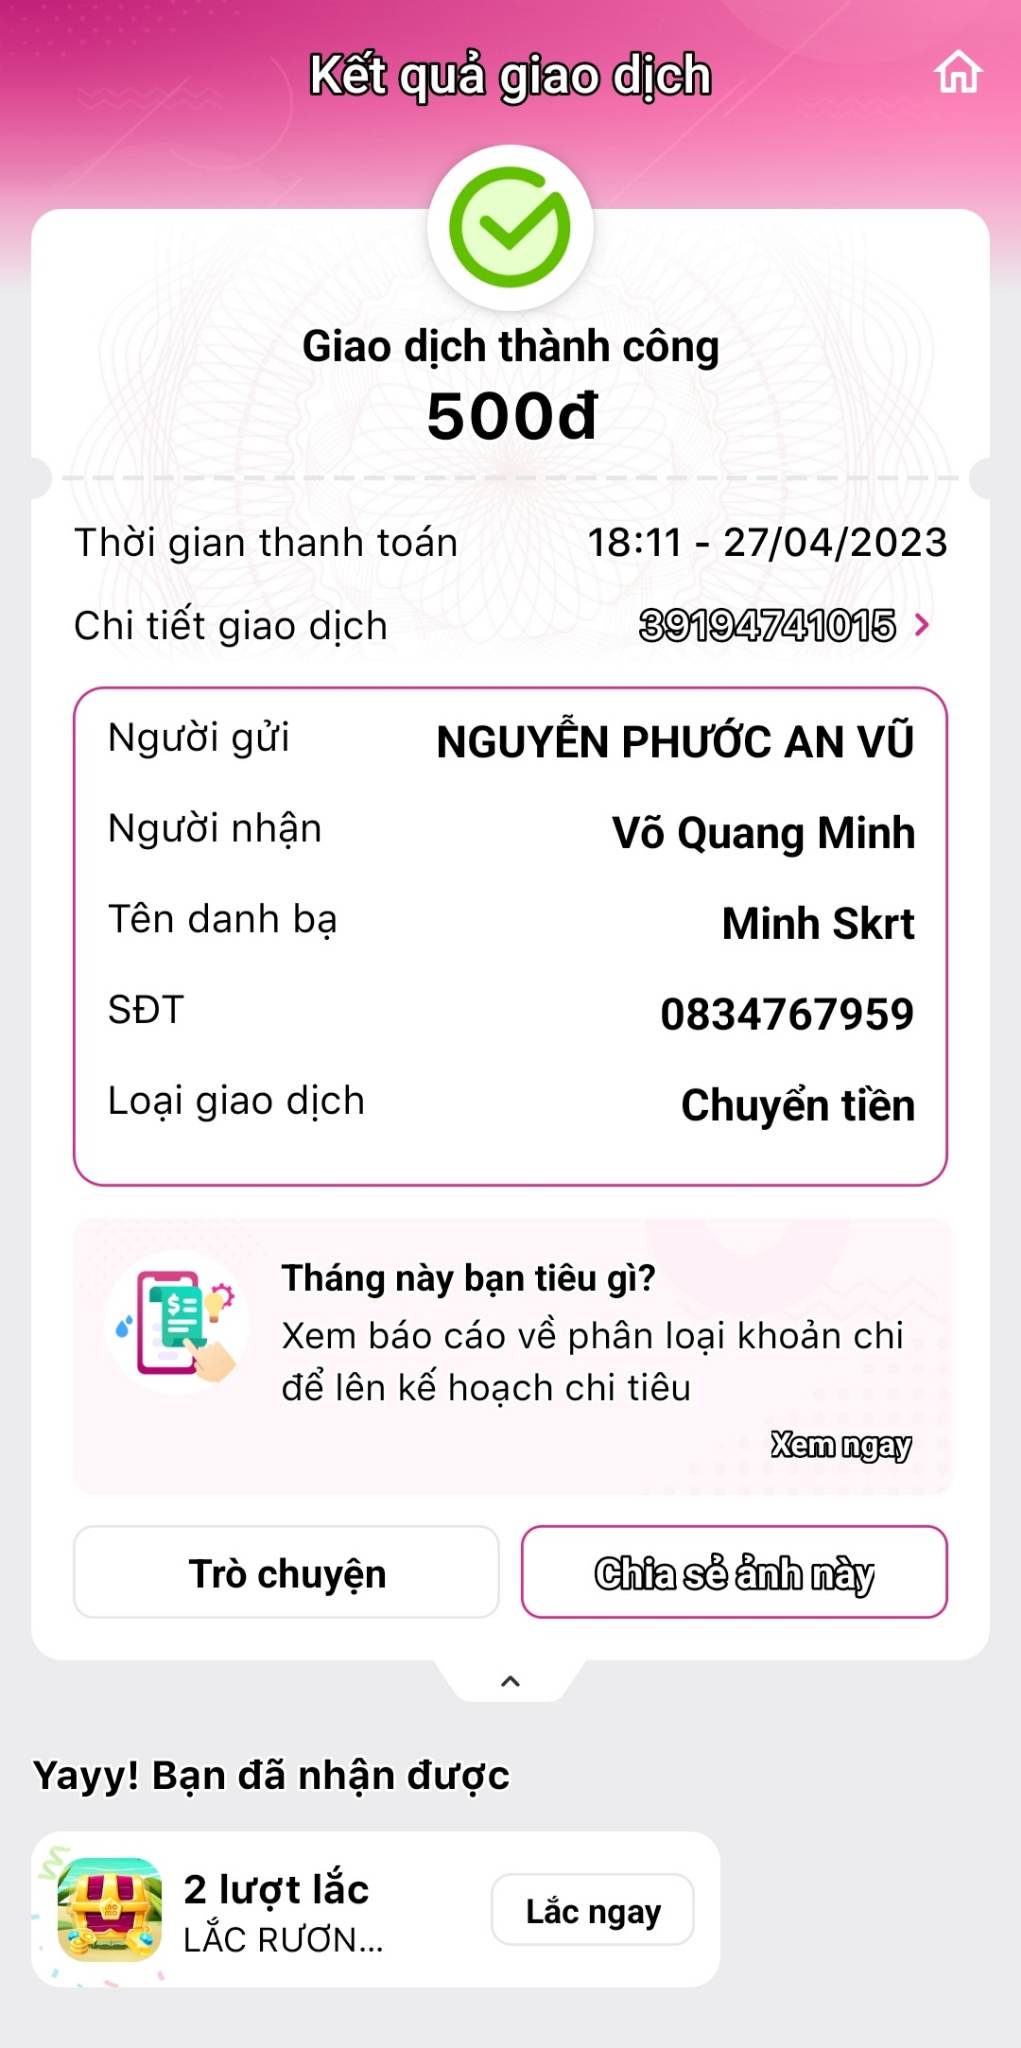 Kết quả giao dịch
Giao dịch thành công
500đ
Thời gian thanh toán 18:11 - 27/04/2023
Chi tiết giao dịch 39194741015
Người gửi NGUYỄN PHƯỚC AN VŨ
Người nhận Võ Quang Minh
Tên danh bạ Minh Skrt
SĐT 0834767959
Loại giao dịch Chuyển tiền
Tháng này bạn tiêu gì?
Xem báo cáo về phân loại khoản chi
để lên kế hoạch chi tiêu
Xem ngay
Trò chuyện Chia sẻ ảnh này
Yayy! Bạn đã nhận được
2 lượt lắc
LẮC RƯƠN...
Lắc ngay